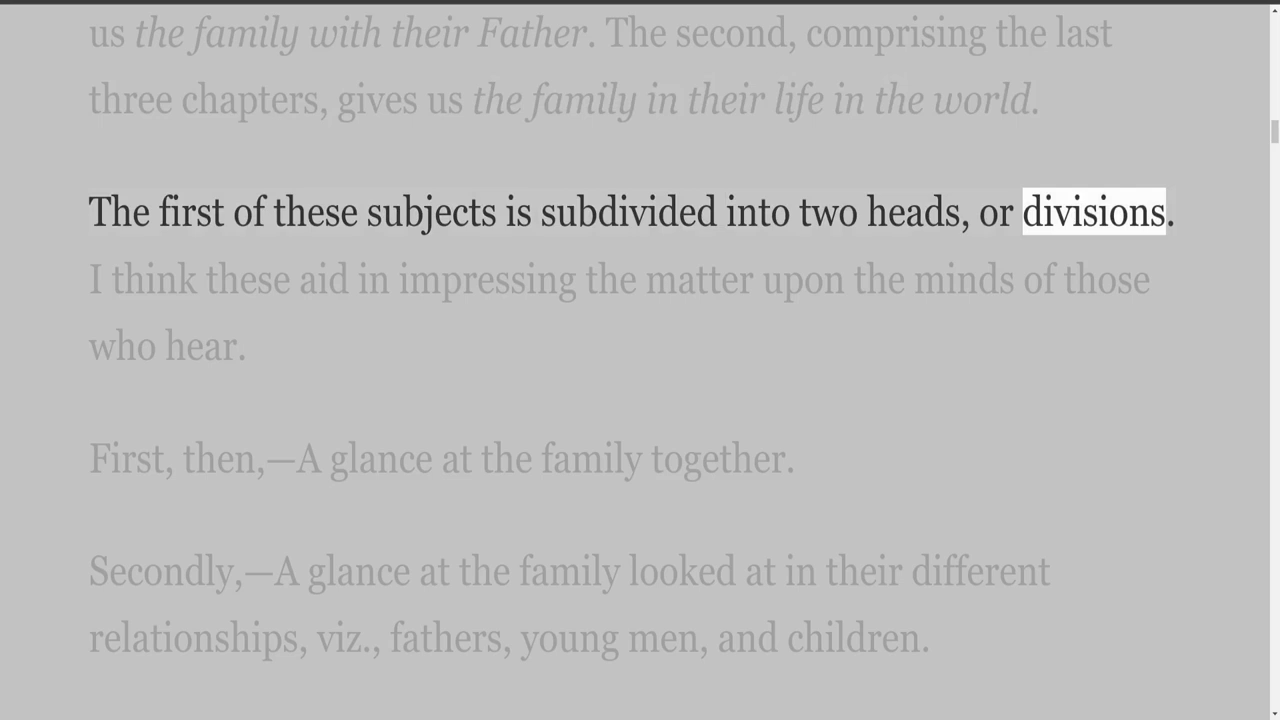 us the family with their Father. The second, comprising the last
three chapters, gives us the family in their life in the world.
The first of these subjects is subdivided into two heads, or divisions.
I think these aid in impressing the matter upon the minds of those
who hear.
First, then,—A glance at the family together.
Secondly,—A glance at the family looked at in their different
relationships, viz., fathers, young men, and children.